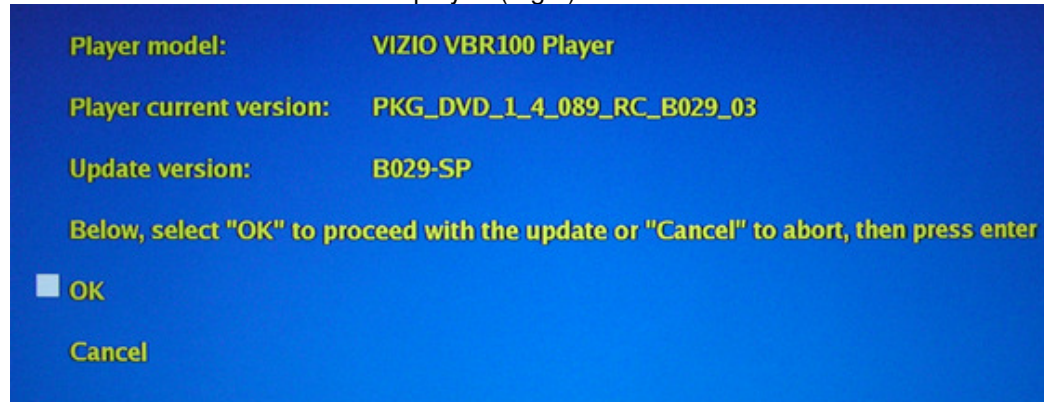 Player model: VIZIO VBR100 Player
Player current version: PKG_DVD_1_4_089_RC_B029_03
Update version: B029-SP
Below, select "OK" to proceed with the update or "Cancel" to abort, then press enter
OK
Cancel